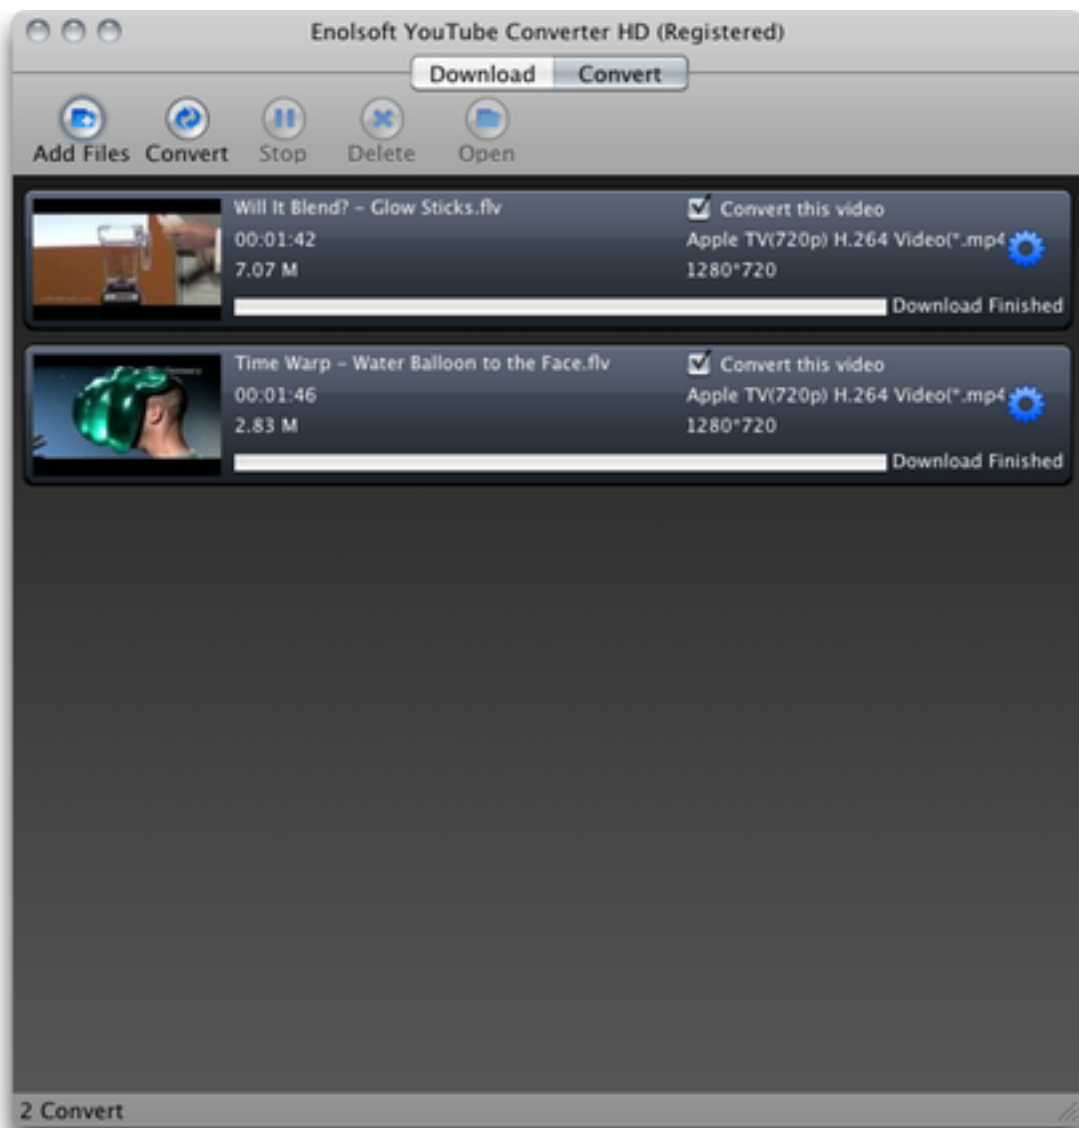 Enolsoft YouTube Converter HD (Registered)
Download Convert
Add Files Convert Stop Delete Open
Will It Blend? – Glow Sticks.flv
Convert this video
00:01:42
Apple TV(720p) H.264 Video(*.mp4
7.07 M
1280*720
Download Finished
Time Warp – Water Balloon to the Face.flv
Convert this video
00:01:46
Apple TV(720p) H.264 Video(*.mp4
2.83 M
1280*720
Download Finished
2 Convert